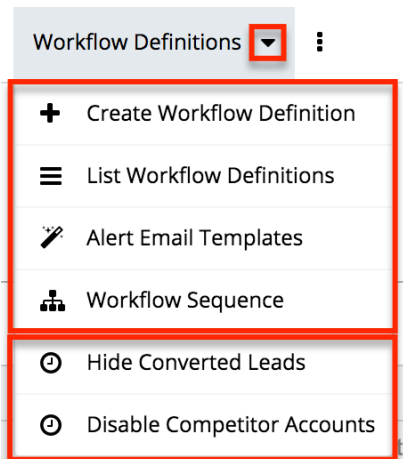 Workflow Definitions
Create Workflow Definition
List Workflow Definitions
Alert Email Templates
Workflow Sequence
Hide Converted Leads
Disable Competitor Accounts